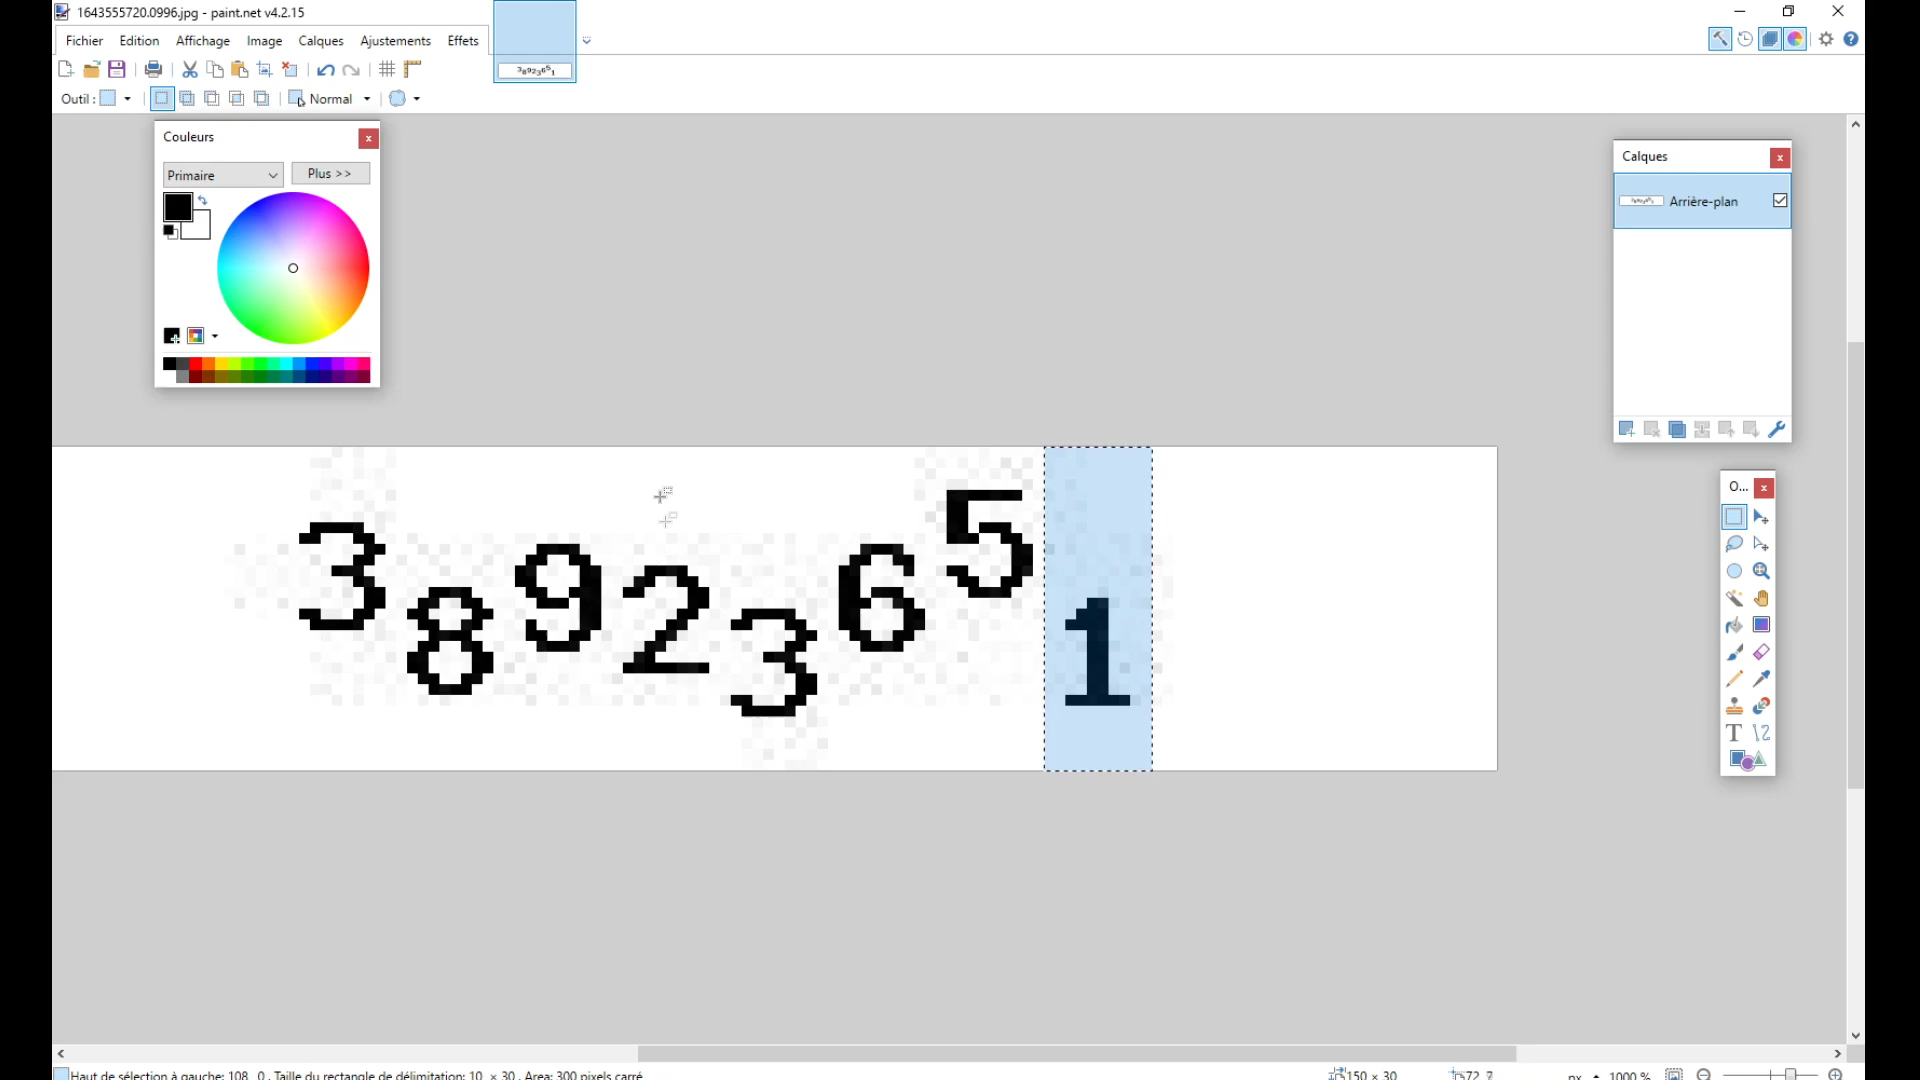 1643555720.0996.jpg - paint.net v4.2.15
Fichier Edition Affichage Image Calques Ajustements Effets
38923651
Outil : Normal
Couleurs
Primaire Plus >>
Calques
Arrière-plan
O...
38923651
Haut de sélection à gauche: 108, 0. Taille du rectangle de délimitation: 10 × 30. Area: 300 pixels carré
150 × 30 72, 7 px 1000 %